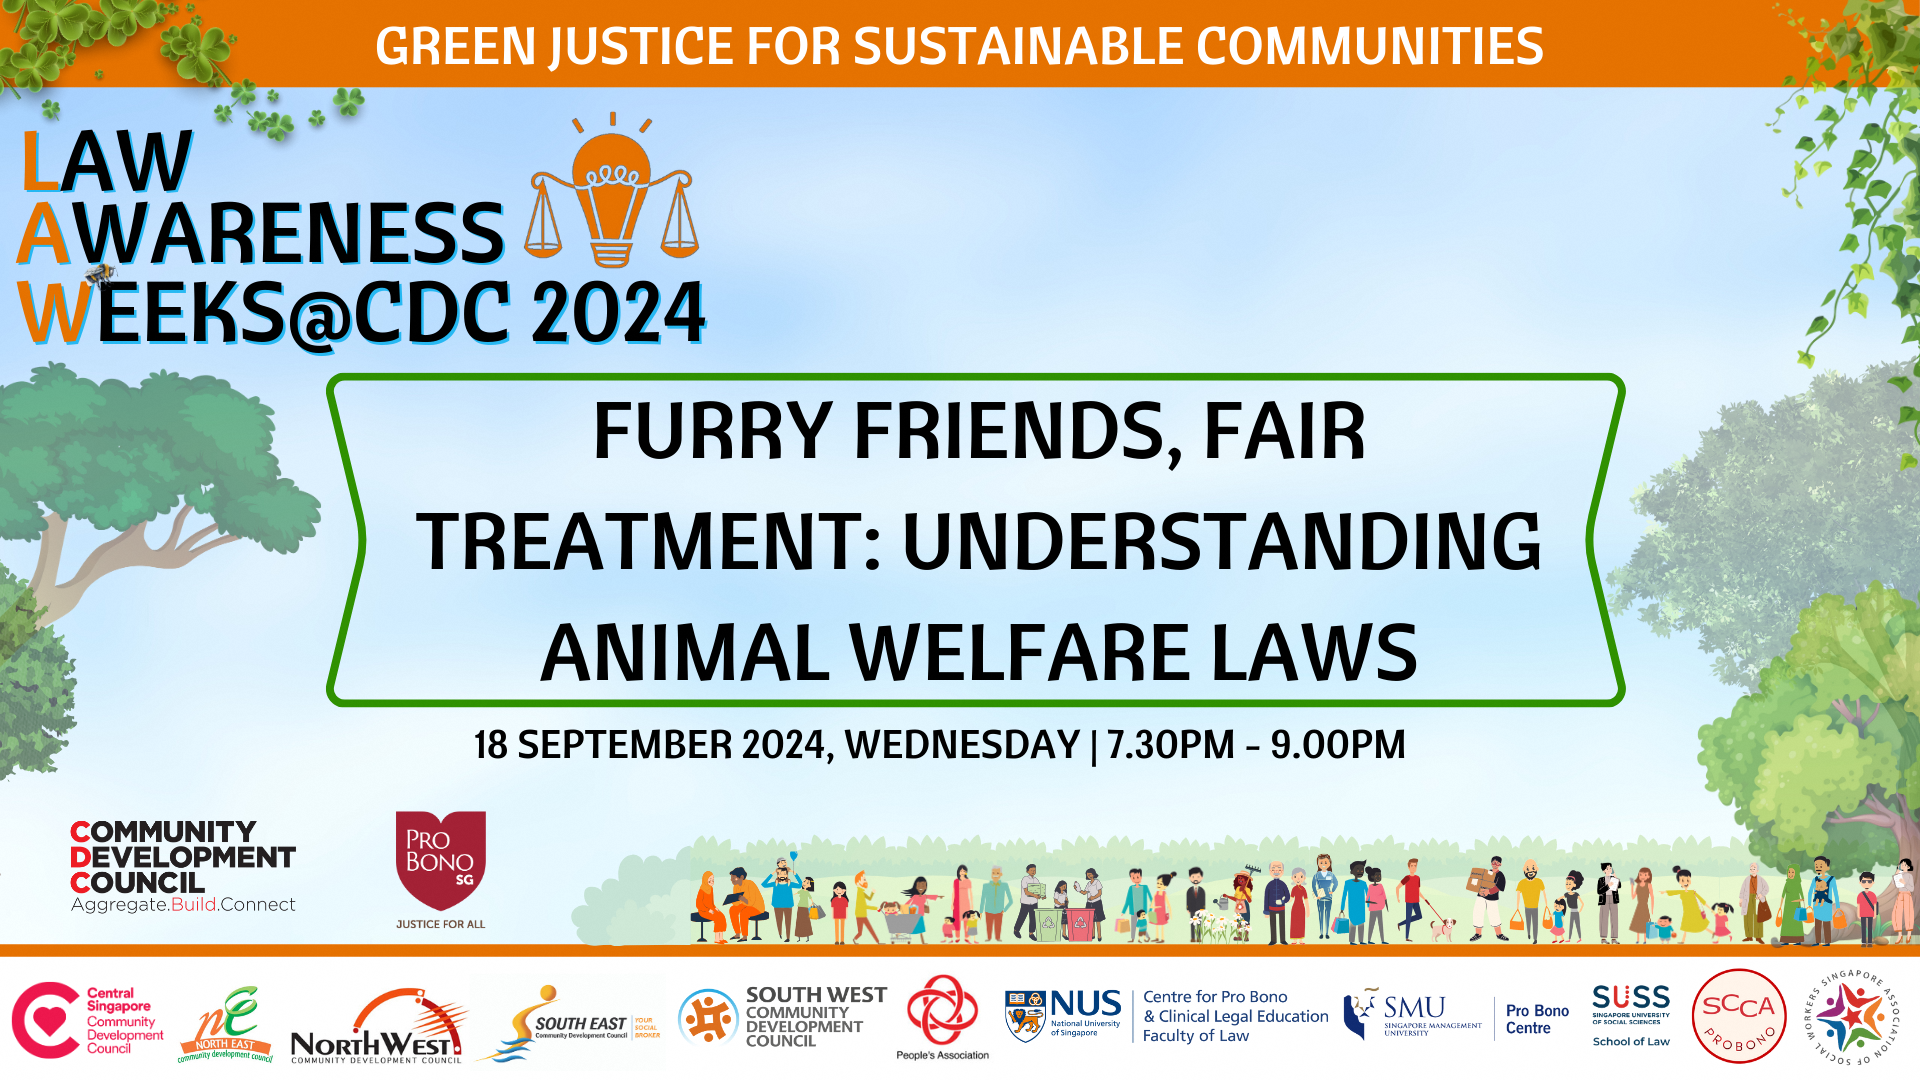 GREEN JUSTICE FOR SUSTAINABLE COMMUNITIES
LAW
AWARENESS
WEEKS@CDC 2024
FURRY FRIENDS, FAIR
TREATMENT: UNDERSTANDING
ANIMAL WELFARE LAWS
18 SEPTEMBER 2024, WEDNESDAY | 7.30PM - 9.00PM
COMMUNITY
DEVELOPMENT
COUNCIL
Aggregate.Build.Connect
PRO
BONO
SG
JUSTICE FOR ALL
Central
Singapore
Community
Development
Council
ne
NORTH EAST
community development council
NORTHWEST
COMMUNITY DEVELOPMENT COUNCIL
SOUTH EAST
Community Development Council
YOUR
SOCIAL
BROKER
SOUTH WEST
COMMUNITY
DEVELOPMENT
COUNCIL
People's Association
NUS
National University
of Singapore
Centre for Pro Bono
& Clinical Legal Education
Faculty of Law
SMU
SINGAPORE MANAGEMENT
UNIVERSITY
Pro Bono
Centre
SUSS
SINGAPORE UNIVERSITY
OF SOCIAL SCIENCES
School of Law
SCCA
PROBONO
SINGAPORE ASSOCIATION OF SOCIAL WORKERS